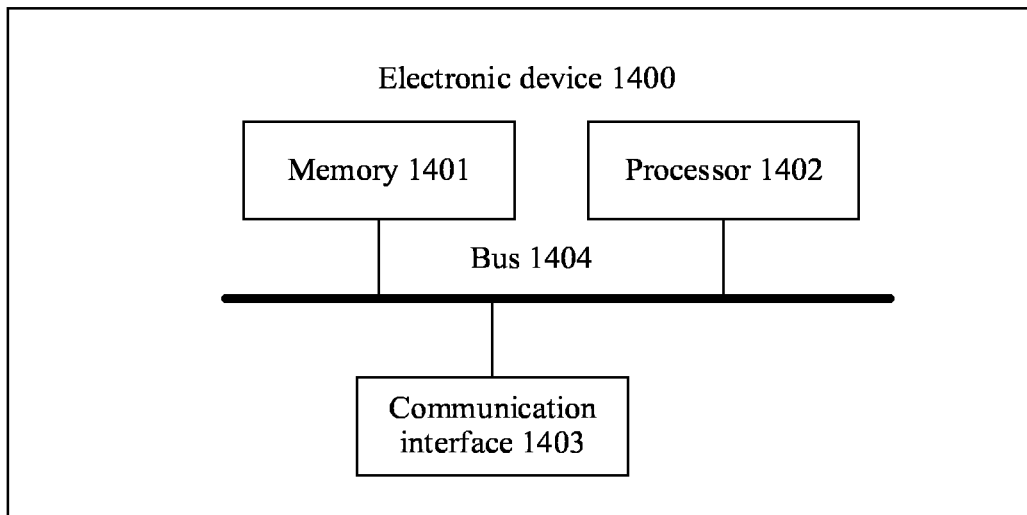 Electronic device 1400
Memory 1401
Processor 1402
Bus 1404
Communication
interface 1403